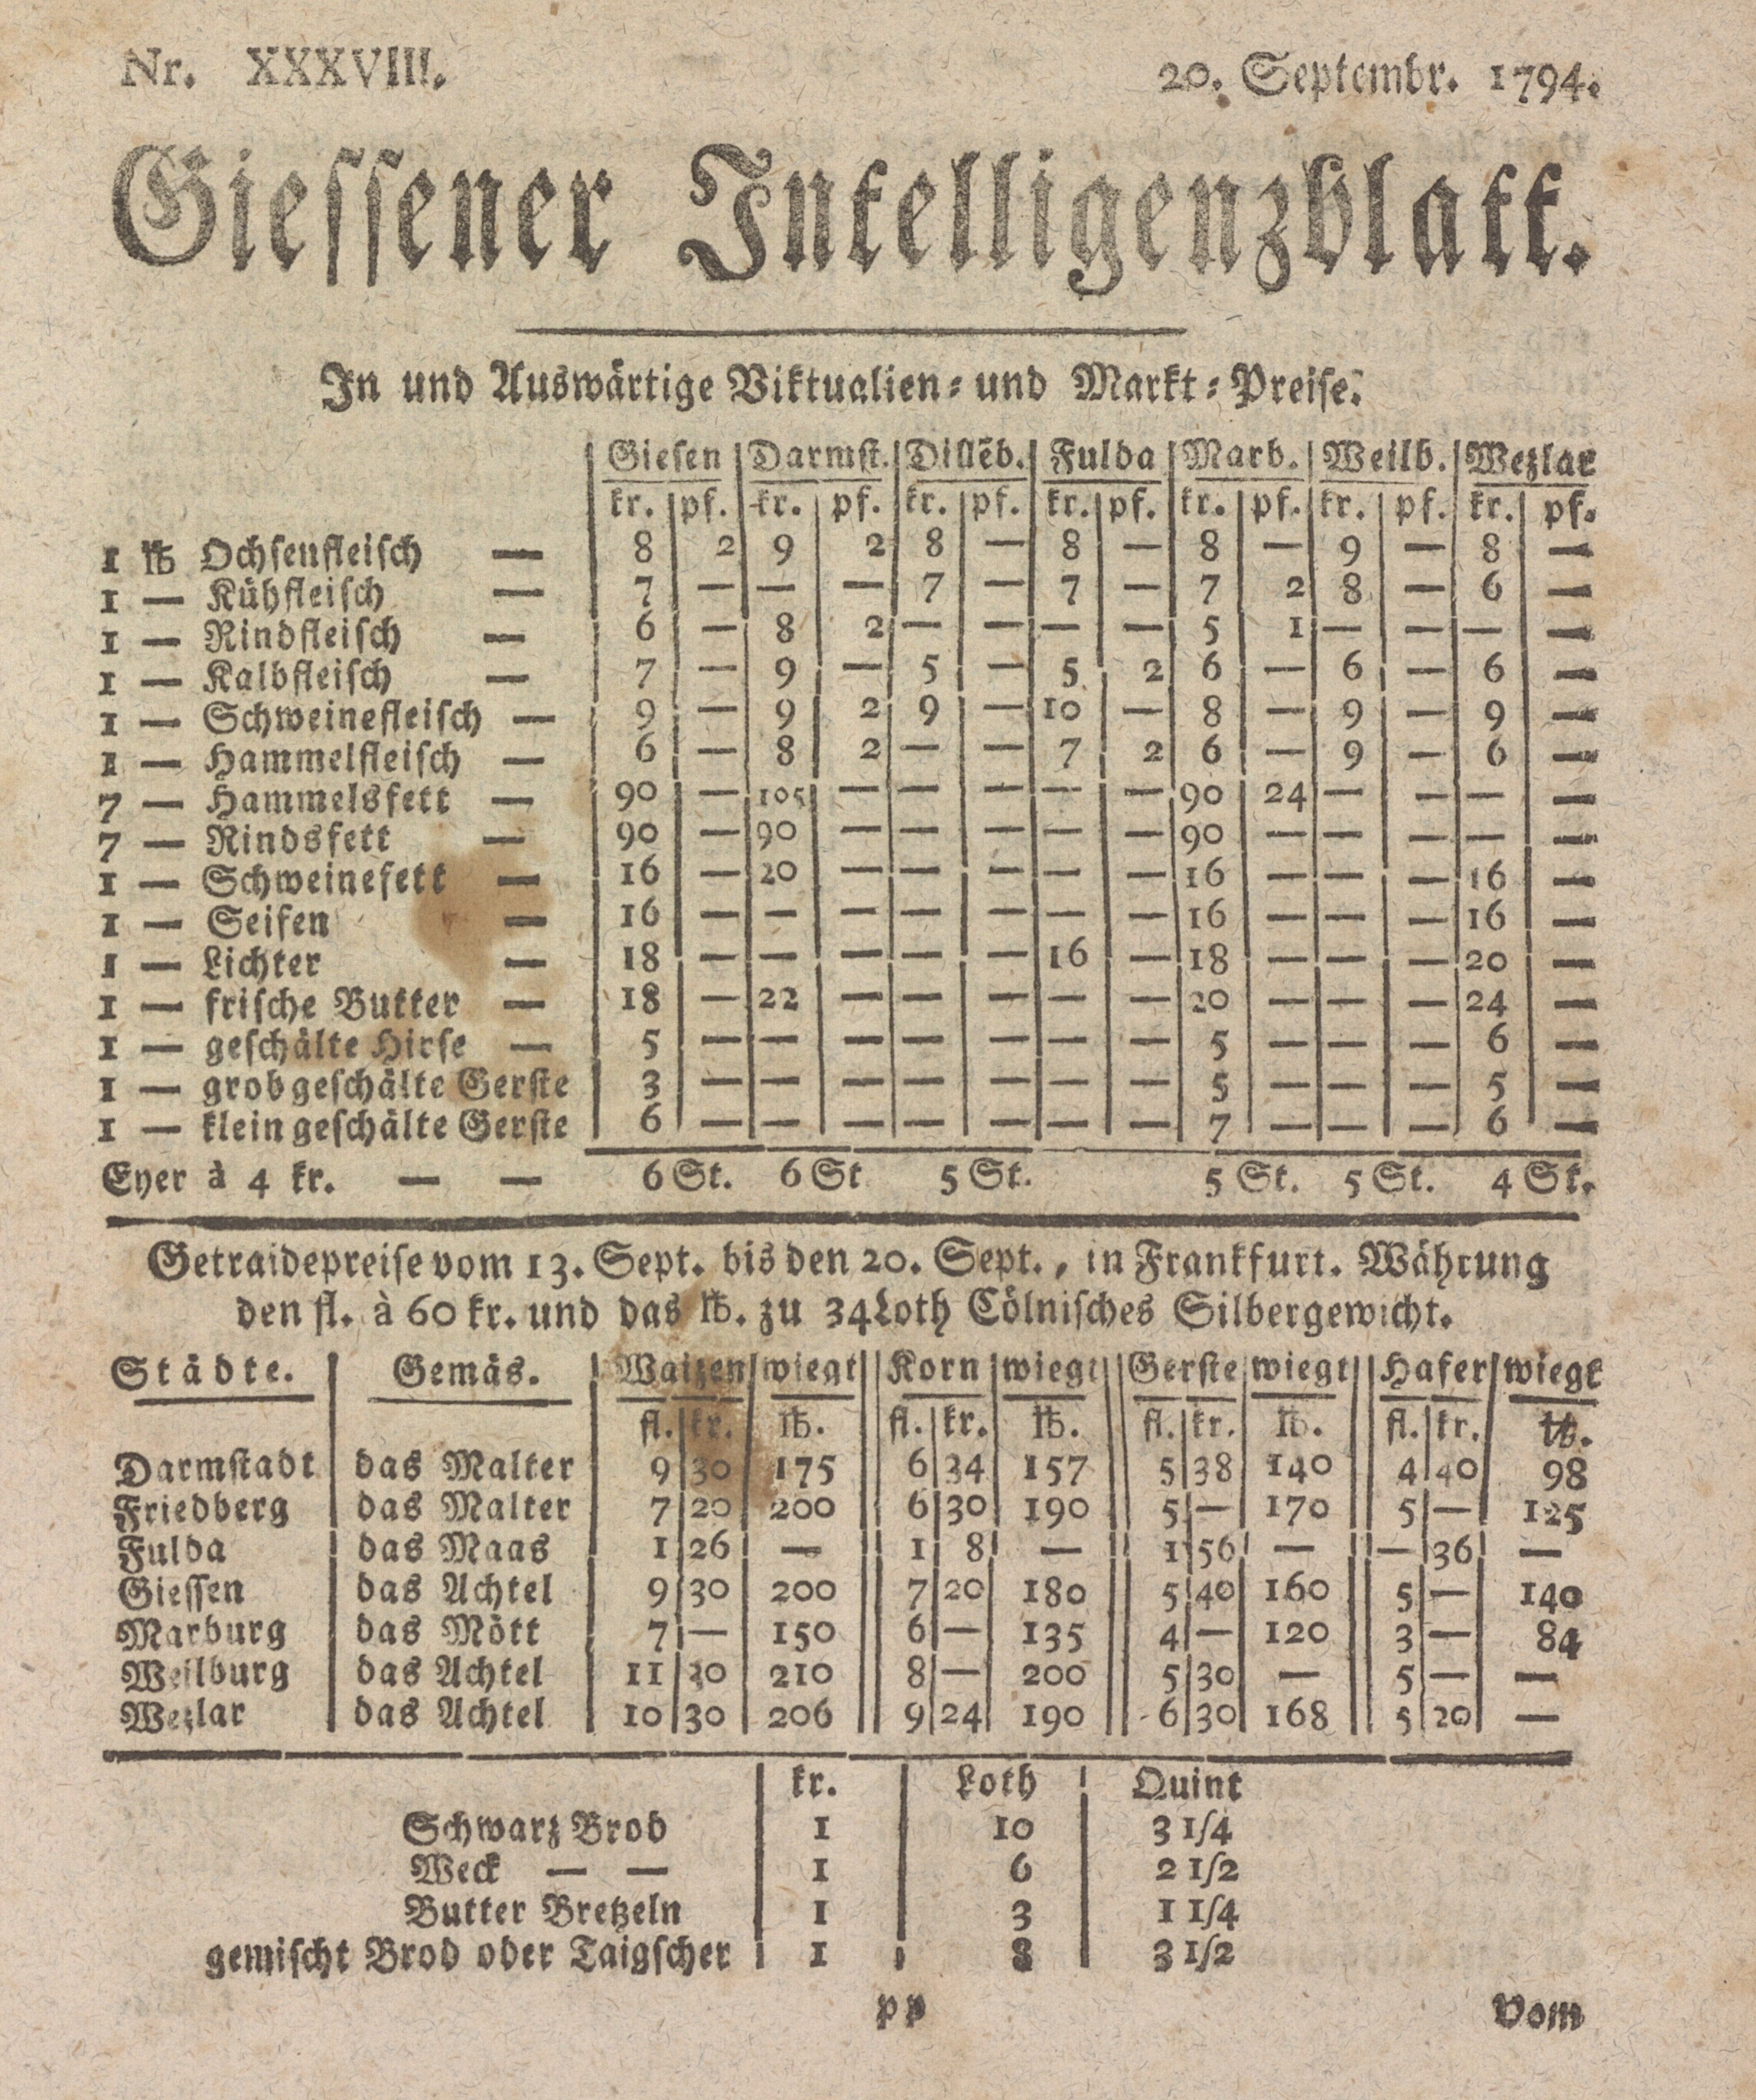 Nr. XXXVIII. 20. Septembr. 1794.
Giessener Intelligenzblatt.
In und Auswärtige Viktualien- und Markt-Preise.
Giesen | Darmst. | Dillēb. | Fulda | Marb. | Weilb. | Wezlar
kr. | pf. | kr. | pf. | kr. | pf. | kr. | pf. | kr. | pf. | kr. | pf. | kr. | pf.
1 ℔ Ochsenfleisch — | 8 | 2 | 9 | 2 | 8 | — | 8 | — | 8 | — | 9 | — | 8 | —
1 — Kühfleisch — | 7 | — | — | — | 7 | — | 7 | — | 7 | 2 | 8 | — | 6 | —
1 — Rindfleisch — | 6 | — | 8 | 2 | — | — | — | — | 5 | 1 | — | — | — | —
1 — Kalbfleisch — | 7 | — | 9 | — | 5 | — | 5 | 2 | 6 | — | 6 | — | 6 | —
1 — Schweinefleisch — | 9 | — | 9 | 2 | 9 | — | 10 | — | 8 | — | 9 | — | 9 | —
1 — Hammelfleisch — | 6 | — | 8 | 2 | — | — | 7 | 2 | 6 | — | 9 | — | 6 | —
7 — Hammelsfett — | 90 | — | 105 | — | — | — | — | — | 90 | 24 | — | — | — | —
7 — Rindsfett — | 90 | — | 90 | — | — | — | — | — | 90 | — | — | — | — | —
1 — Schweinefett — | 16 | — | 20 | — | — | — | — | — | 16 | — | — | — | 16 | —
1 — Seifen — | 16 | — | — | — | — | — | — | — | 16 | — | — | — | 16 | —
1 — Lichter — | 18 | — | — | — | — | — | 16 | — | 18 | — | — | — | 20 | —
1 — frische Butter — | 18 | — | 22 | — | — | — | — | — | 20 | — | — | — | 24 | —
1 — geschälte Hirse — | 5 | — | — | — | — | — | — | — | 5 | — | — | — | 6 | —
1 — grob geschälte Gerste | 3 | — | — | — | — | — | — | — | 5 | — | — | — | 5 | —
1 — klein geschälte Gerste | 6 | — | — | — | — | — | — | — | 7 | — | — | — | 6 | —
Eyer à 4 kr. — — 6 St. 6 St 5 St. 5 St. 5 St. 4 St.
Getraidepreise vom 13. Sept. bis den 20. Sept., in Frankfurt. Währung
den fl. à 60 kr. und das ℔. zu 34 Loth Cölnisches Silbergewicht.
Städte. | Gemäs. | Waitzen | wiegt || Korn | wiegt || Gerste | wiegt || Hafer | wiegt
fl. | kr. | ℔. || fl. | kr. | ℔. || fl. | kr. | ℔. || fl. | kr. | ℔.
Darmstadt | das Malter | 9 | 30 | 175 || 6 | 34 | 157 || 5 | 38 | 140 || 4 | 40 | 98
Friedberg | das Malter | 7 | 20 | 200 || 6 | 30 | 190 || 5 | — | 170 || 5 | — | 125
Fulda | das Maas | 1 | 26 | — || 1 | 8 | — || 1 | 56 | — || — | 36 | —
Giessen | das Achtel | 9 | 30 | 200 || 7 | 20 | 180 || 5 | 40 | 160 || 5 | — | 140
Marburg | das Mött | 7 | — | 150 || 6 | — | 135 || 4 | — | 120 || 3 | — | 84
Weilburg | das Achtel | 11 | 20 | 210 || 8 | — | 200 || 5 | 30 | — || 5 | — | —
Wezlar | das Achtel | 10 | 30 | 206 || 9 | 24 | 190 || 6 | 30 | 168 || 5 | 20 | —
kr. | Loth | Quint
Schwarz Brod | 1 | 10 | 3 1/4
Weck — — | 1 | 6 | 2 1/2
Butter Bretzeln | 1 | 3 | 1 1/4
gemischt Brod oder Taigscher | 1 | 8 | 3 1/2
pp Vom